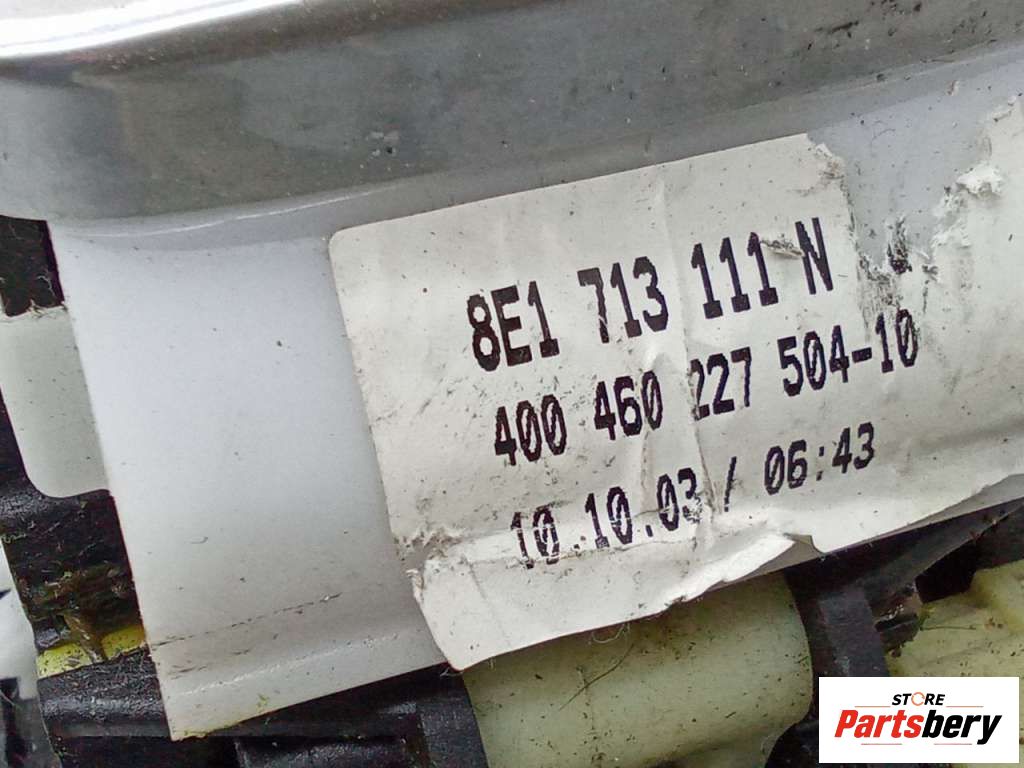 8E1 713 111 N
400 460 227 504-10
10.10.03 / 06:43
STORE
Partsbery